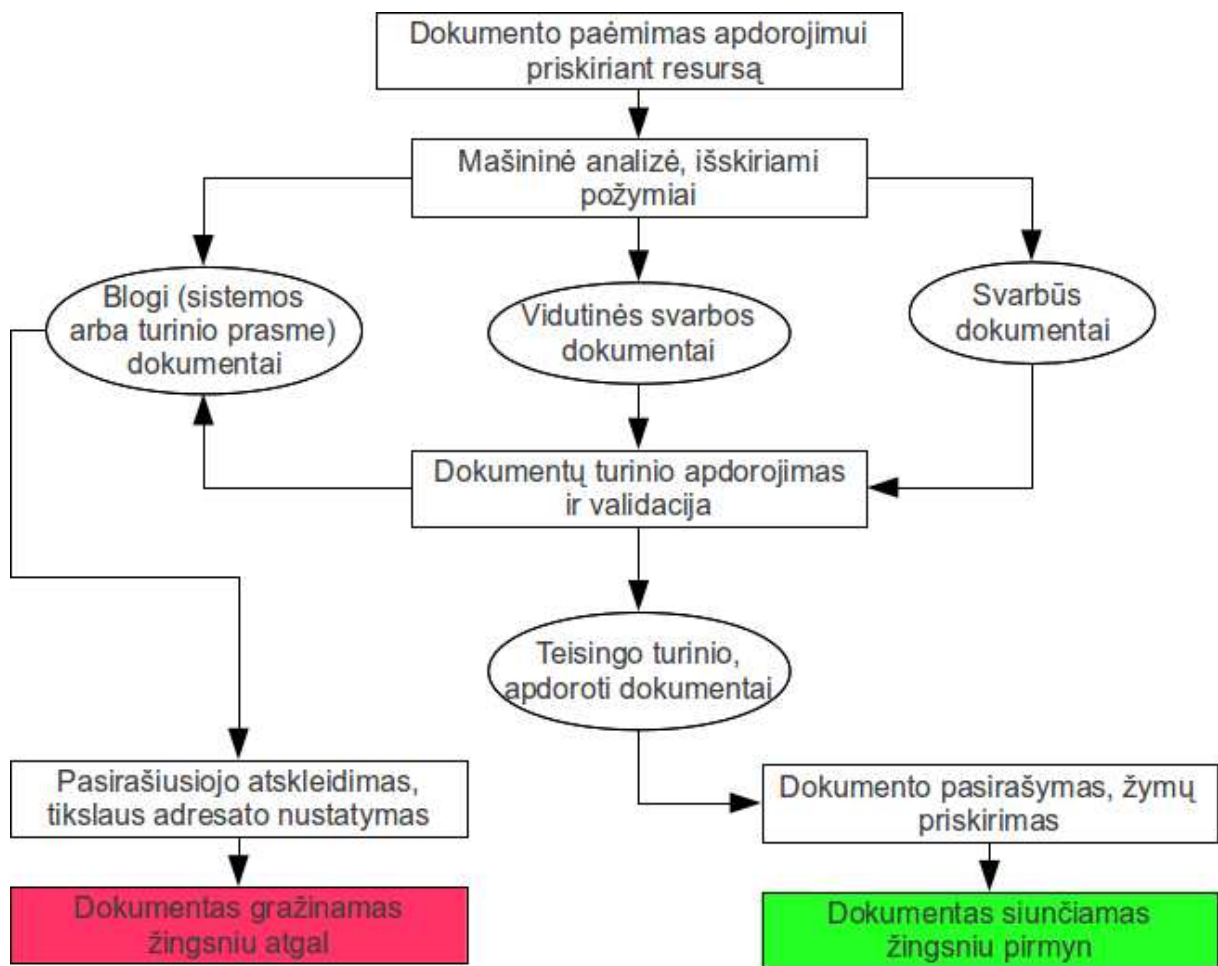 Dokumento paėmimas apdorojimui
priskiriant resursą
Mašininė analizė, išskiriami
požymiai
Blogi (sistemos
arba turinio prasme)
dokumentai
Vidutinės svarbos
dokumentai
Svarbūs
dokumentai
Dokumentų turinio apdorojimas
ir validacija
Teisingo turinio,
apdoroti dokumentai
Pasirašiusiojo atskleidimas,
tikslaus adresato nustatymas
Dokumento pasirašymas, žymų
priskirimas
Dokumentas gražinamas
žingsniu atgal
Dokumentas siunčiamas
žingsniu pirmyn